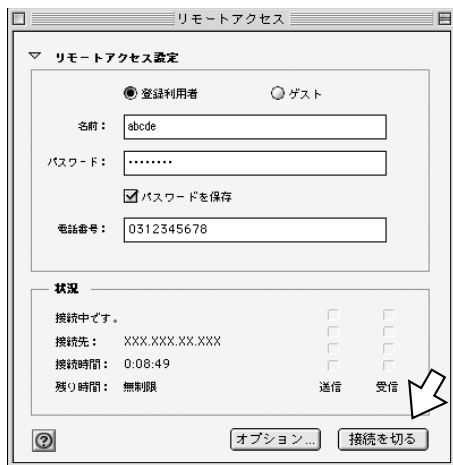 リモートアクセス
リモートアクセス設定
登録利用者 ゲスト
名前： abcde
パスワード： ••••••••
パスワードを保存
電話番号： 0312345678
状況
接続中です。
接続先： XXX.XXX.XX.XXX
接続時間： 0:08:49
残り時間： 無制限 送信 受信
? オプション... 接続を切る